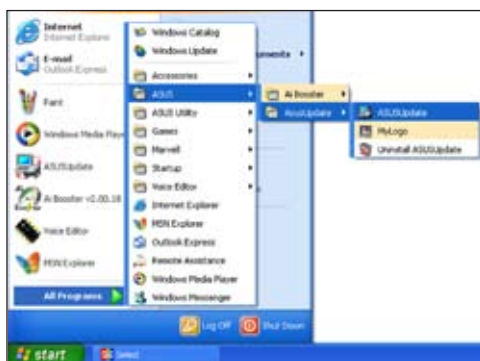 Internet
Internet Explorer
E-mail
Outlook Express
Paint
Windows Media Player
ASUSUpdate
Ai Booster v2.00.18
Voice Editor
MSN Explorer
All Programs
Windows Catalog
Windows Update
Accessories
ASUS
ASUS Utility
Games
Marvell
Startup
Voice Editor
Internet Explorer
MSN Explorer
Outlook Express
Remote Assistance
Windows Media Player
Windows Messenger
Ai Booster
AsusUpdate
ASUSUpdate
MyLogo
Uninstall ASUSUpdate
Log Off
Shut Down
start